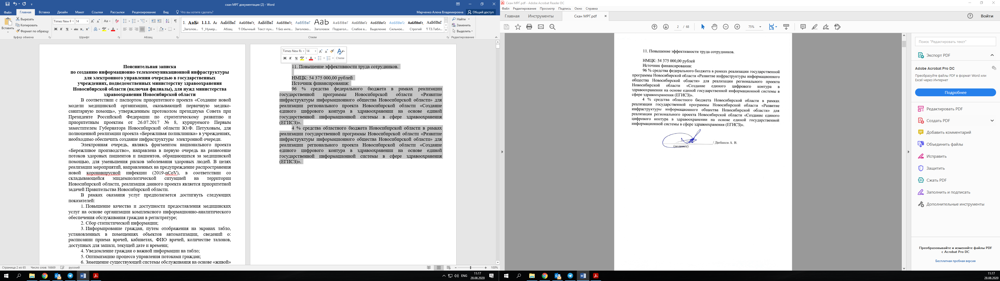 скан МРГ документация (2) - Word
Файл Главная Вставка Дизайн Макет Ссылки Рассылки Рецензирование Вид Что вы хотите сделать? Марченко Алена Владимировна Общий доступ
Вставить
Вырезать
Копировать
Формат по образцу
Буфер обмена
Times New R 14
Ж К Ч abc x₂ x²
Шрифт
Абзац
_Заголов... ¶ _Нумер... Абзац ¶ Обычный ¶ Текст пун... ¶ Без инте... Заголово... Заголовок Подзагол... Слабое в... Выделение Сильное... Строгий ¶ ТЗ.Табл...
Стили
Найти
Заменить
Выделить
Редактирование
Пояснительная записка
по созданию информационно-телекоммуникационной инфраструктуры
для электронного управления очередью в государственных
учреждениях, подведомственных министерству здравоохранения
Новосибирской области (включая филиалы), для нужд министерства
здравоохранения Новосибирской области
В соответствии с паспортом приоритетного проекта «Создание новой
модели медицинской организации, оказывающей первичную медико-
санитарную помощь», утвержденным протоколом президиума Совета при
Президенте Российской Федерации по стратегическому развитию и
приоритетным проектам от 26.07.2017 № 8, курируемого Первым
заместителем Губернатора Новосибирской области Ю.Ф. Петуховым, для
полноценной реализации проекта «Бережливая поликлиника» в учреждениях,
необходимо обеспечить создание инфраструктуры электронной очереди.
Электронная очередь, являясь фрагментом национального проекта
«Бережливое производство», направлена в первую очередь на разнесение
потоков здоровых пациентов и пациентов, обращающихся за медицинской
помощью, для уменьшения рисков заболевания здоровых людей. В целях
реализации мероприятий, направленных на предупреждение распространения
новой коронавирусной инфекции (2019-nCoV), в соответствии со
складывающейся эпидемиологической ситуацией на территории
Новосибирской области, реализация данного проекта является приоритетной
задачей Правительства Новосибирской области.
В рамках оказания услуг предполагается достигнуть следующих
показателей:
1. Повышение качества и доступности предоставления медицинских
услуг на основе организации комплексного информационно-аналитического
обеспечения обслуживания граждан в регистратуре;
2. Сбор статистической информации;
3. Информирование граждан, путем отображения на экранах табло,
установленных в помещениях объектов автоматизации, сведений о:
расписании приема врачей, кабинетах, ФИО врачей, количестве талонов,
доступных для записи, текущей дате и времени;
4. Уведомление граждан о важной информации на табло;
5. Оптимизацию процесса управления потоками граждан;
6. Замещение существующей системы обслуживания на основе «живой»
Times New Rc 14
Ж К Ч Стили
11. Повышение эффективности труда сотрудников.
НМЦК: 54 375 000,00 рублей
Источник финансирования:
96 % средства федерального бюджета в рамках реализации
государственной программы Новосибирской области «Развитие
инфраструктуры информационного общества Новосибирской области» для
реализации регионального проекта Новосибирской области «Создание
единого цифрового контура в здравоохранении на основе единой
государственной информационной системы в сфере здравоохранения
(ЕГИСЗ)».
4 % средства областного бюджета Новосибирской области в рамках
реализации государственной программы Новосибирской области «Развитие
инфраструктуры информационного общества Новосибирской области» для
реализации регионального проекта Новосибирской области «Создание
единого цифрового контура в здравоохранении на основе единой
государственной информационной системы в сфере здравоохранения
(ЕГИСЗ)».
Страница 2 из 65 Число слов: 16669 русский 100%
ENG 11:17
28.08.2020
Скан МРГ.pdf - Adobe Acrobat Reader DC
Файл Редактирование Просмотр Подпись Окно Справка
Главная Инструменты Скан МРГ.pdf × Войти
2 / 68 75%
11. Повышение эффективности труда сотрудников.
НМЦК: 54 375 000,00 рублей
Источник финансирования:
96 % средства федерального бюджета в рамках реализации государственной
программы Новосибирской области «Развитие инфраструктуры информационного
общества Новосибирской области» для реализации регионального проекта
Новосибирской области «Создание единого цифрового контура в
здравоохранении на основе единой государственной информационной системы в
сфере здравоохранения (ЕГИСЗ)».
4 % средства областного бюджета Новосибирской области в рамках
реализации государственной программы Новосибирской области «Развитие
инфраструктуры информационного общества Новосибирской области» для
реализации регионального проекта Новосибирской области «Создание единого
цифрового контура в здравоохранении на основе единой государственной
информационной системы в сфере здравоохранения (ЕГИСЗ)».
/ Дюбанов А. В.
(подпись)
Поиск "Редактировать текст"
Экспорт PDF
Adobe Acrobat Pro DC
Преобразуйте файлы PDF в формат Word или
Excel через Интернет
Подробнее
Редактировать PDF
Создать PDF
Добавить комментарий
Объединить файлы
Исправить
Защитить
Сжать PDF
Заполнить и подписать
Дополнительные инструменты
Преобразовывайте и изменяйте файлы PDF
с Acrobat Pro DC
Бесплатная пробная версия
11:17
28.08.2020